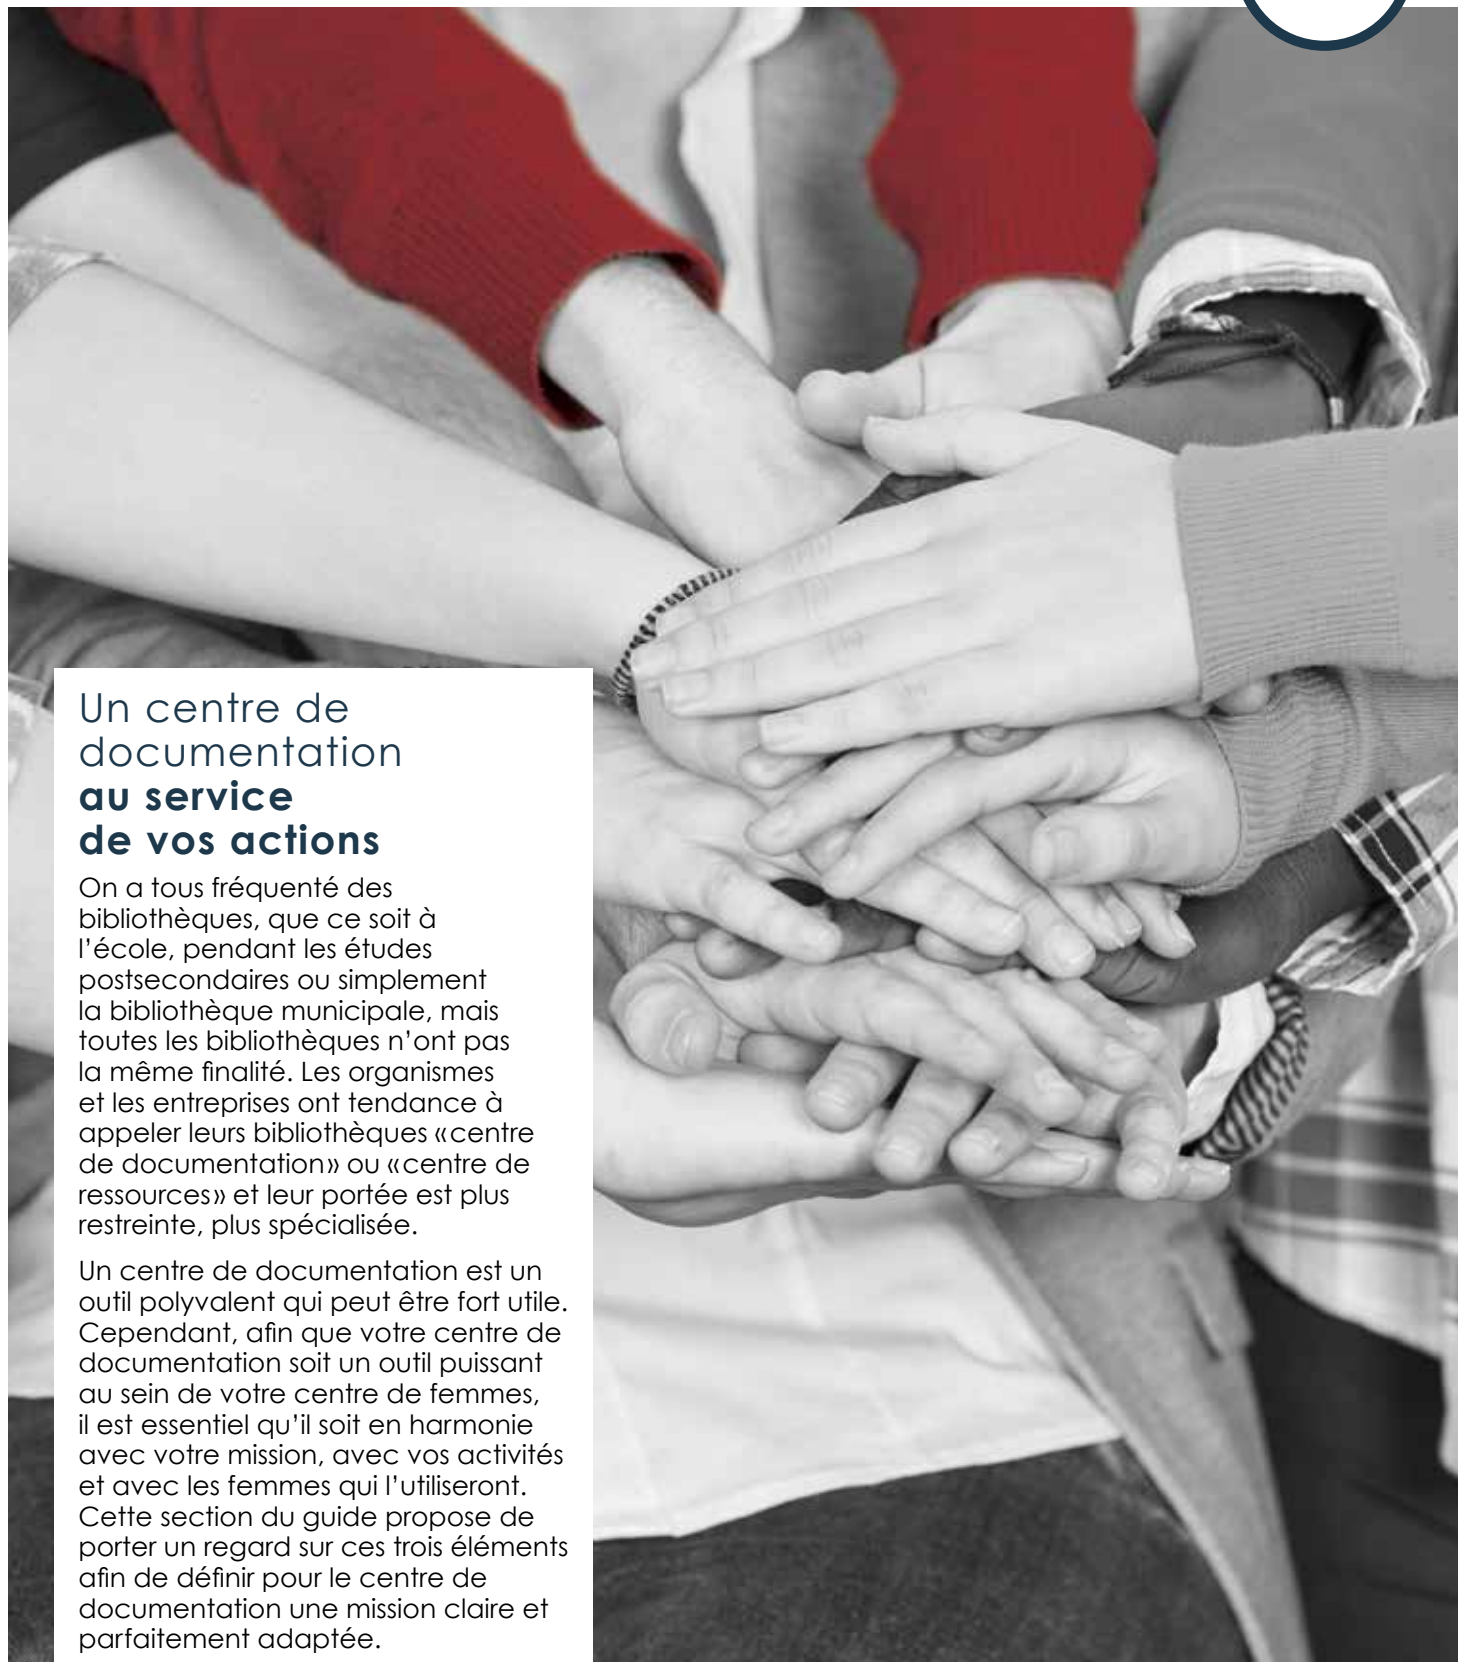 Un centre de
documentation
au service
de vos actions
On a tous fréquenté des
bibliothèques, que ce soit à
l'école, pendant les études
postsecondaires ou simplement
la bibliothèque municipale, mais
toutes les bibliothèques n'ont pas
la même finalité. Les organismes
et les entreprises ont tendance à
appeler leurs bibliothèques «centre
de documentation» ou «centre de
ressources» et leur portée est plus
restreinte, plus spécialisée.
Un centre de documentation est un
outil polyvalent qui peut être fort utile.
Cependant, afin que votre centre de
documentation soit un outil puissant
au sein de votre centre de femmes,
il est essentiel qu'il soit en harmonie
avec votre mission, avec vos activités
et avec les femmes qui l'utiliseront.
Cette section du guide propose de
porter un regard sur ces trois éléments
afin de définir pour le centre de
documentation une mission claire et
parfaitement adaptée.